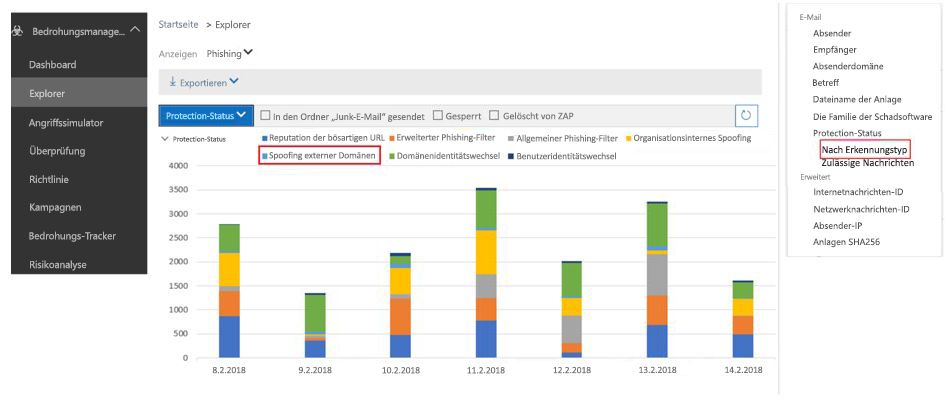 Bedrohungsmanage...
Dashboard
Explorer
Angriffssimulator
Überprüfung
Richtlinie
Kampagnen
Bedrohungs-Tracker
Risikoanalyse
Startseite > Explorer
Anzeigen Phishing
Exportieren
Protection-Status In den Ordner „Junk-E-Mail“ gesendet Gesperrt Gelöscht von ZAP
Protection-Status Reputation der bösartigen URL Erweiterter Phishing-Filter Allgemeiner Phishing-Filter Organisationsinternes Spoofing
Spoofing externer Domänen Domänenidentitätswechsel Benutzeridentitätswechsel
4000
3500
3000
2500
2000
1500
1000
500
0
8.2.2018 9.2.2018 10.2.2018 11.2.2018 12.2.2018 13.2.2018 14.2.2018
E-Mail
Absender
Empfänger
Absenderdomäne
Betreff
Dateiname der Anlage
Die Familie der Schadsoftware
Protection-Status
Nach Erkennungstyp
Zulässige Nachrichten
Erweitert
Internetnachrichten-ID
Netzwerknachrichten-ID
Absender-IP
Anlagen SHA256